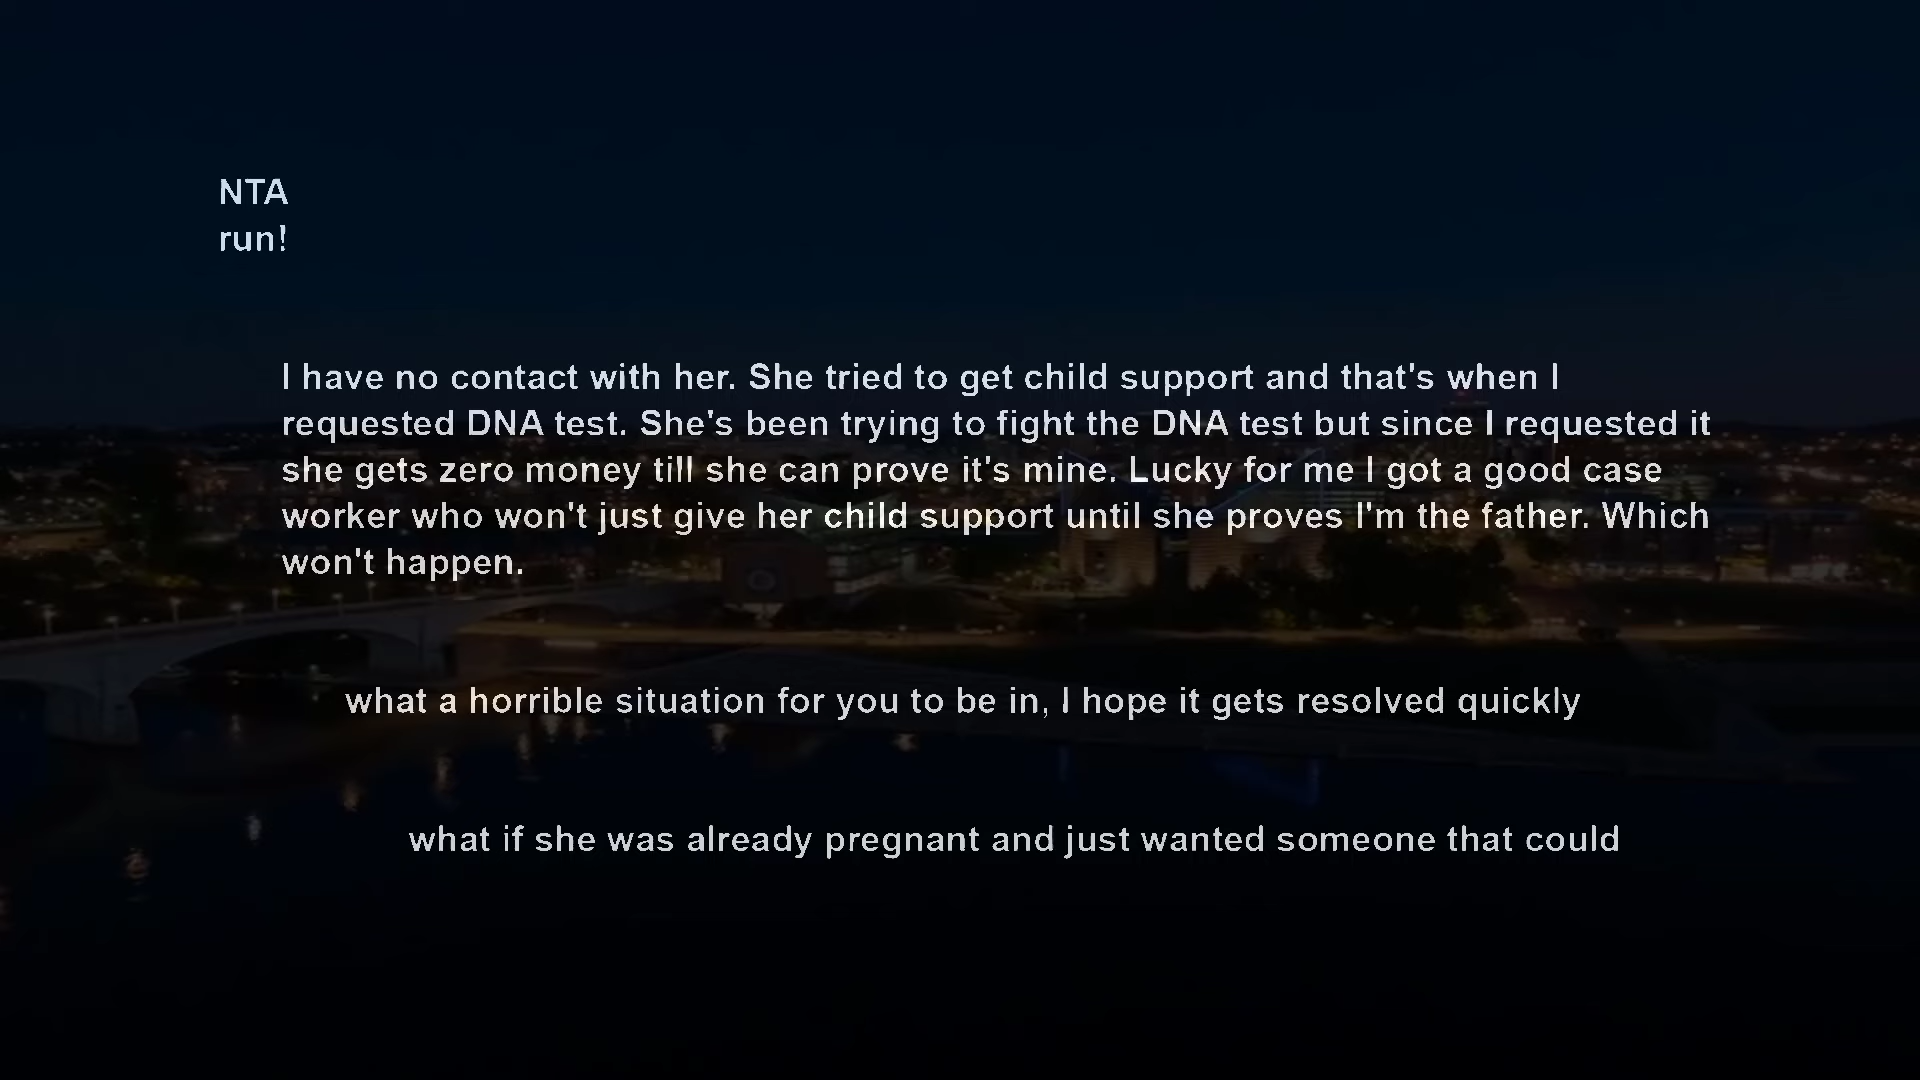 NTA
run!
I have no contact with her. She tried to get child support and that's when I
requested DNA test. She's been trying to fight the DNA test but since I requested it
she gets zero money till she can prove it's mine. Lucky for me I got a good case
worker who won't just give her child support until she proves I'm the father. Which
won't happen.
what a horrible situation for you to be in, I hope it gets resolved quickly
what if she was already pregnant and just wanted someone that could